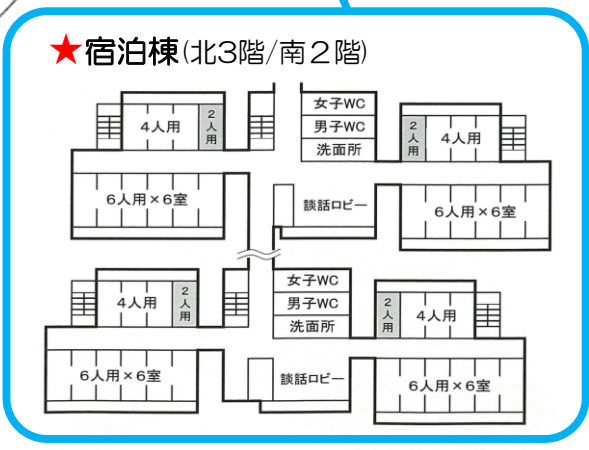 ★宿泊棟(北3階/南2階)
女子WC
男子WC
洗面所
4人用
2人用
2人用
4人用
6人用×6室
談話ロビー
6人用×6室
女子WC
男子WC
洗面所
4人用
2人用
2人用
4人用
6人用×6室
談話ロビー
6人用×6室